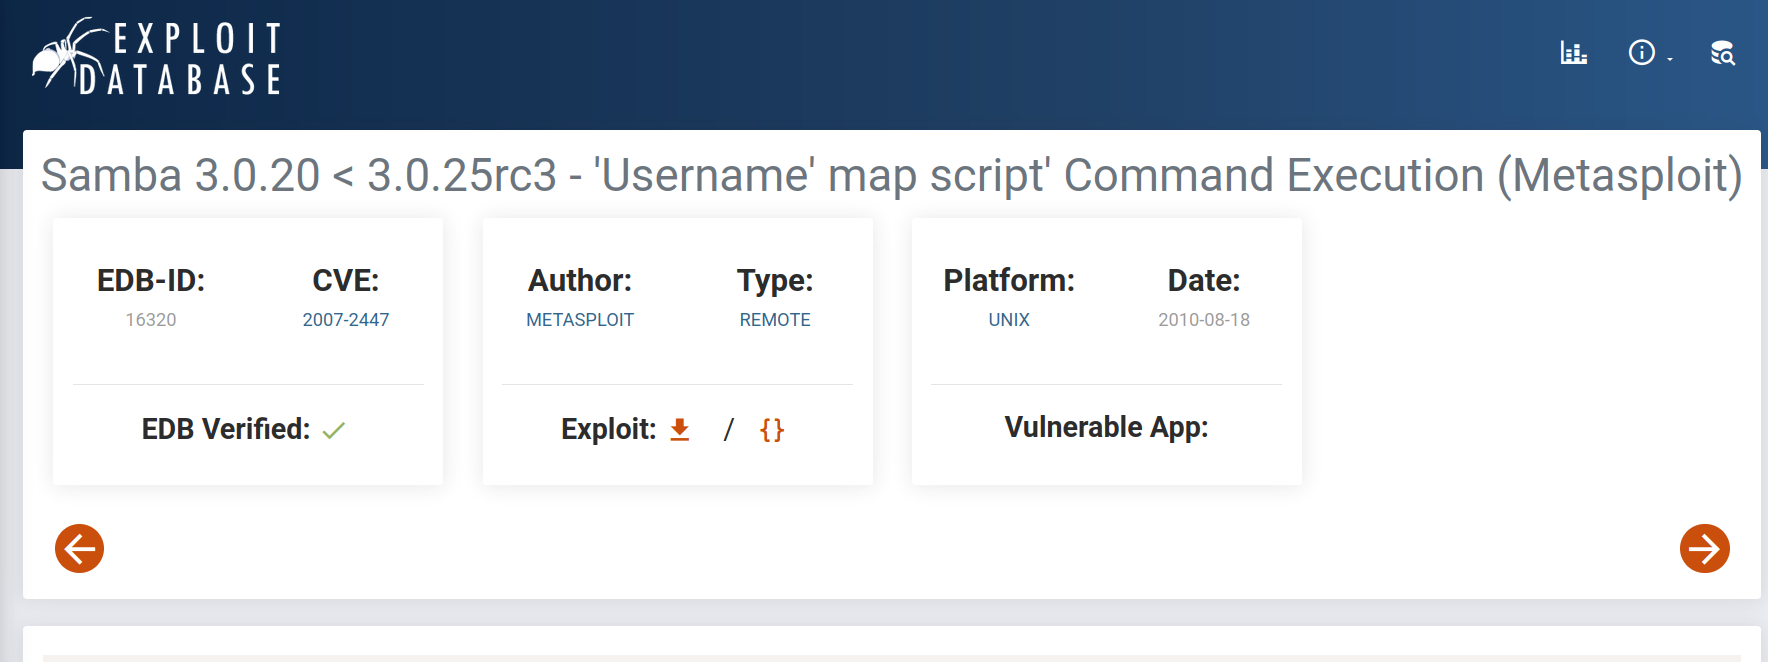 EXPLOIT
DATABASE
Samba 3.0.20 < 3.0.25rc3 - 'Username' map script' Command Execution (Metasploit)
EDB-ID:
16320
CVE:
2007-2447
EDB Verified:
Author:
METASPLOIT
Type:
REMOTE
Exploit: / {}
Platform:
UNIX
Date:
2010-08-18
Vulnerable App: